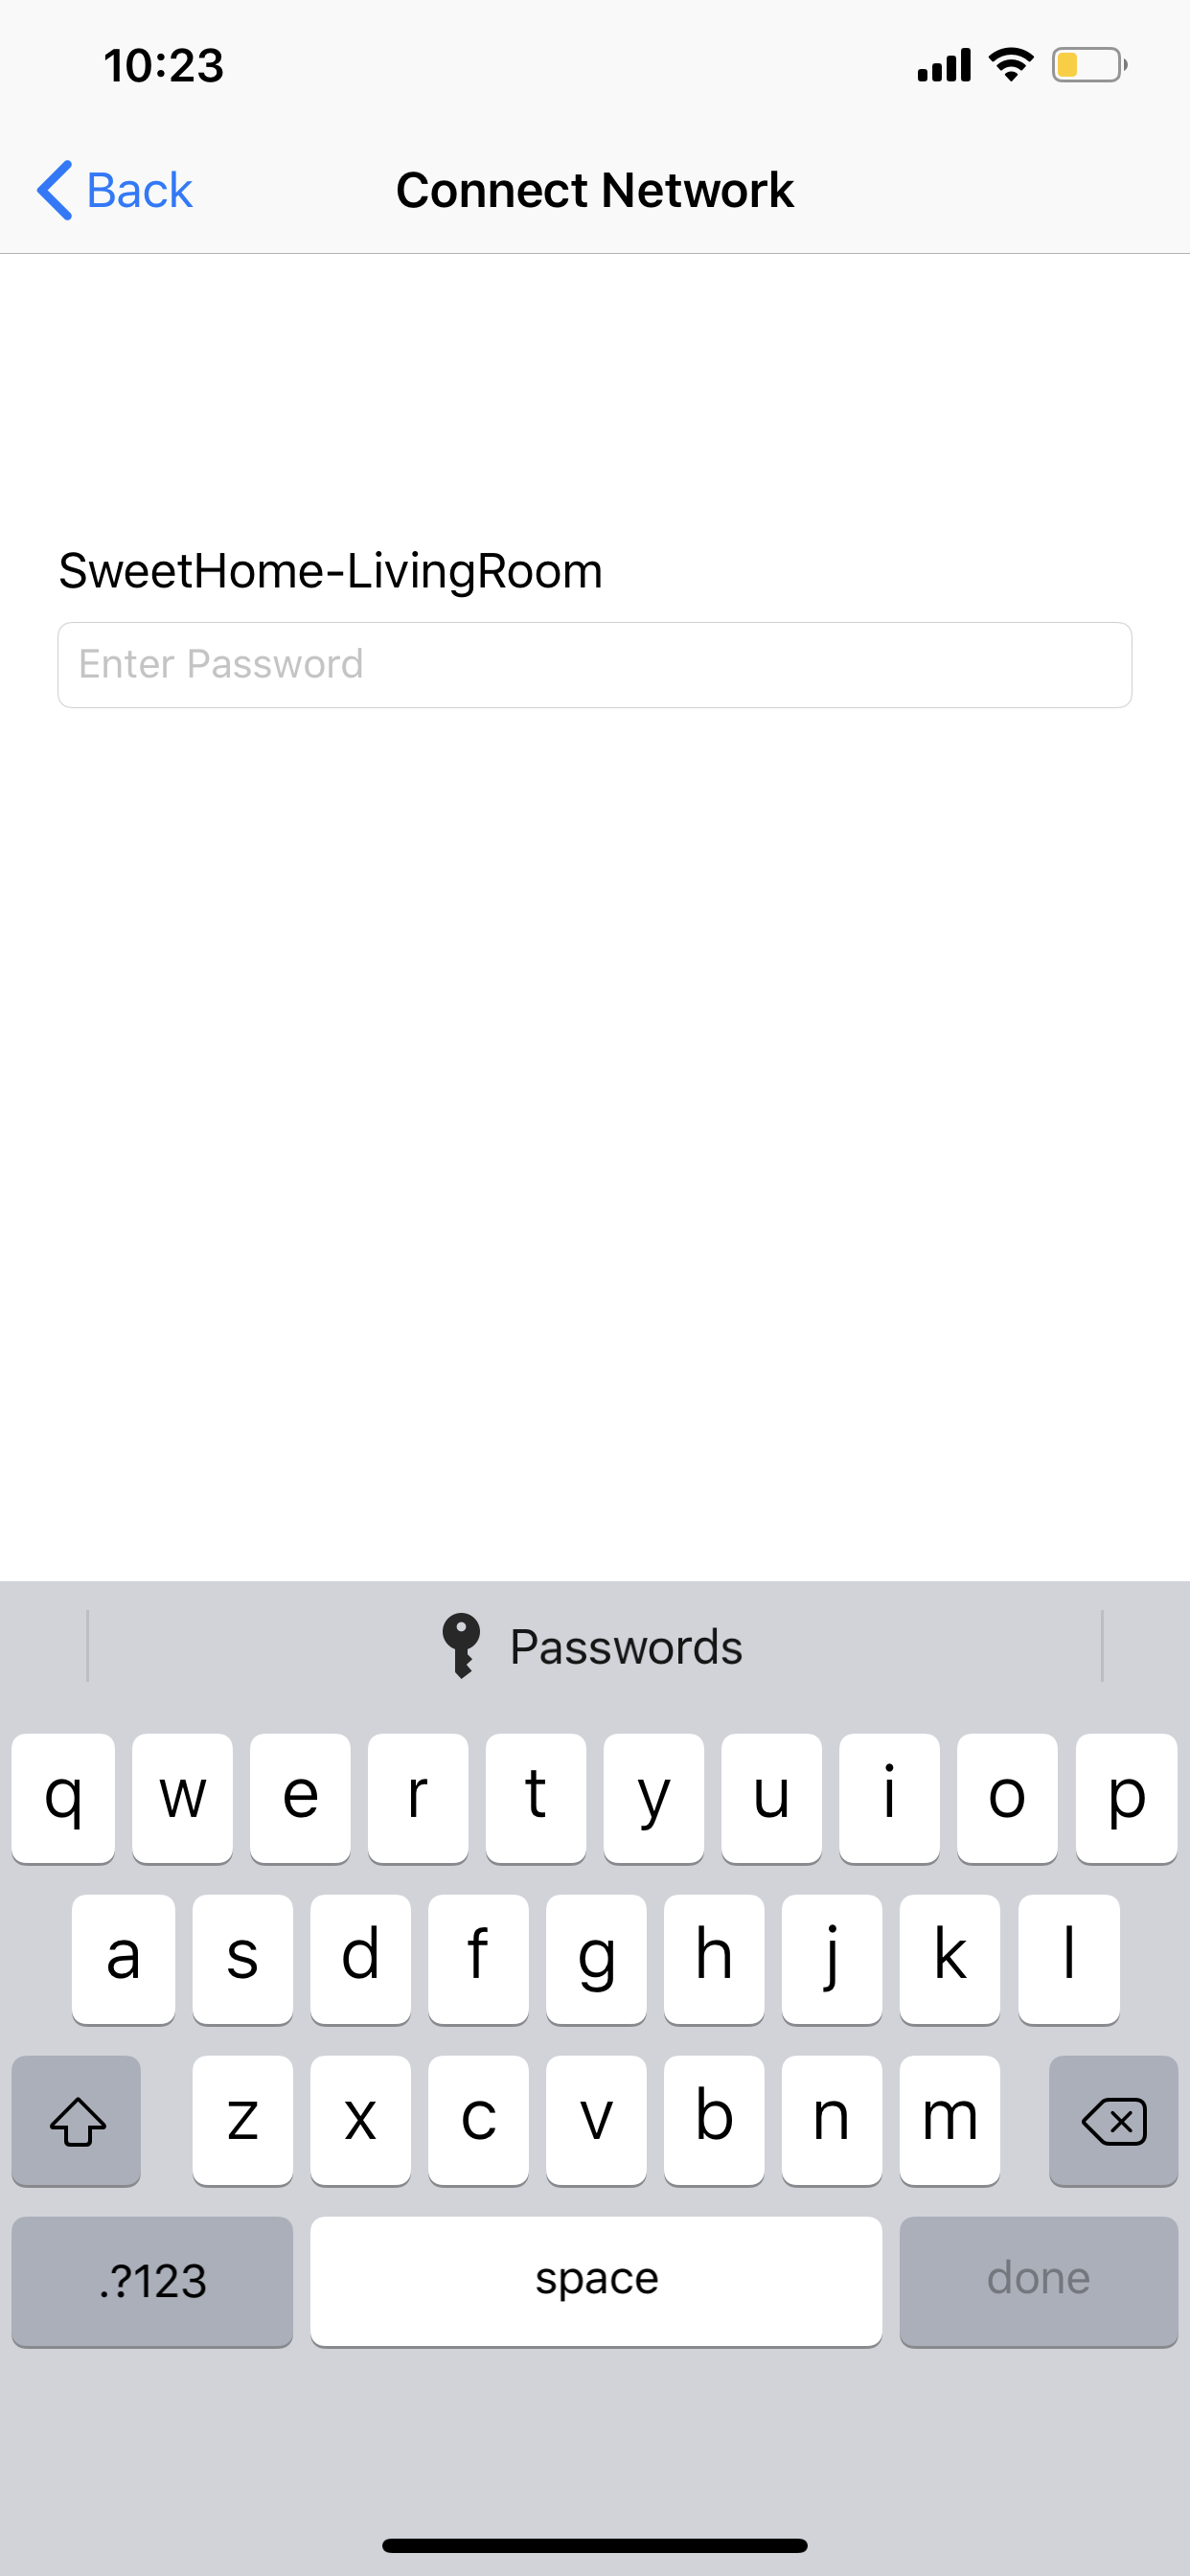 10:23
Back Connect Network
SweetHome-LivingRoom
Enter Password
Passwords
q w e r t y u i o p
a s d f g h j k l
z x c v b n m
.?123 space done